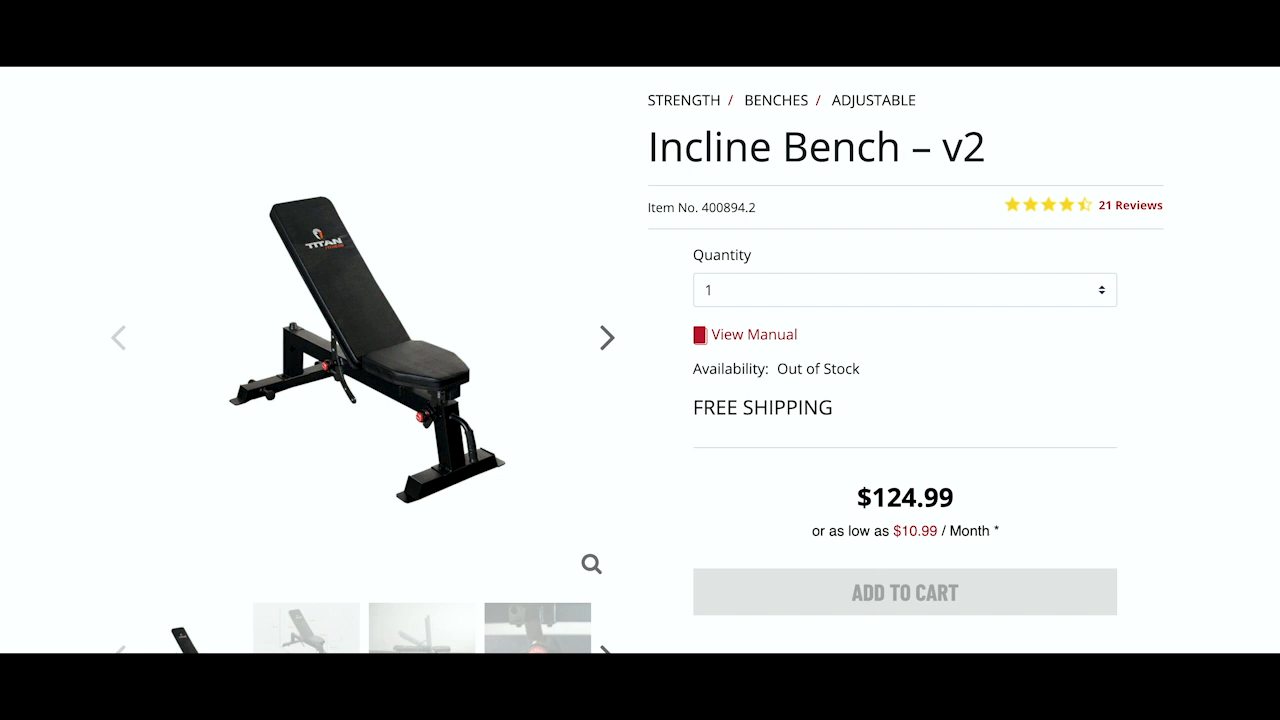 STRENGTH / BENCHES / ADJUSTABLE
Incline Bench – v2
Item No. 400894.2
21 Reviews
Quantity
1
View Manual
Availability: Out of Stock
FREE SHIPPING
$124.99
or as low as $10.99 / Month *
ADD TO CART
TITAN